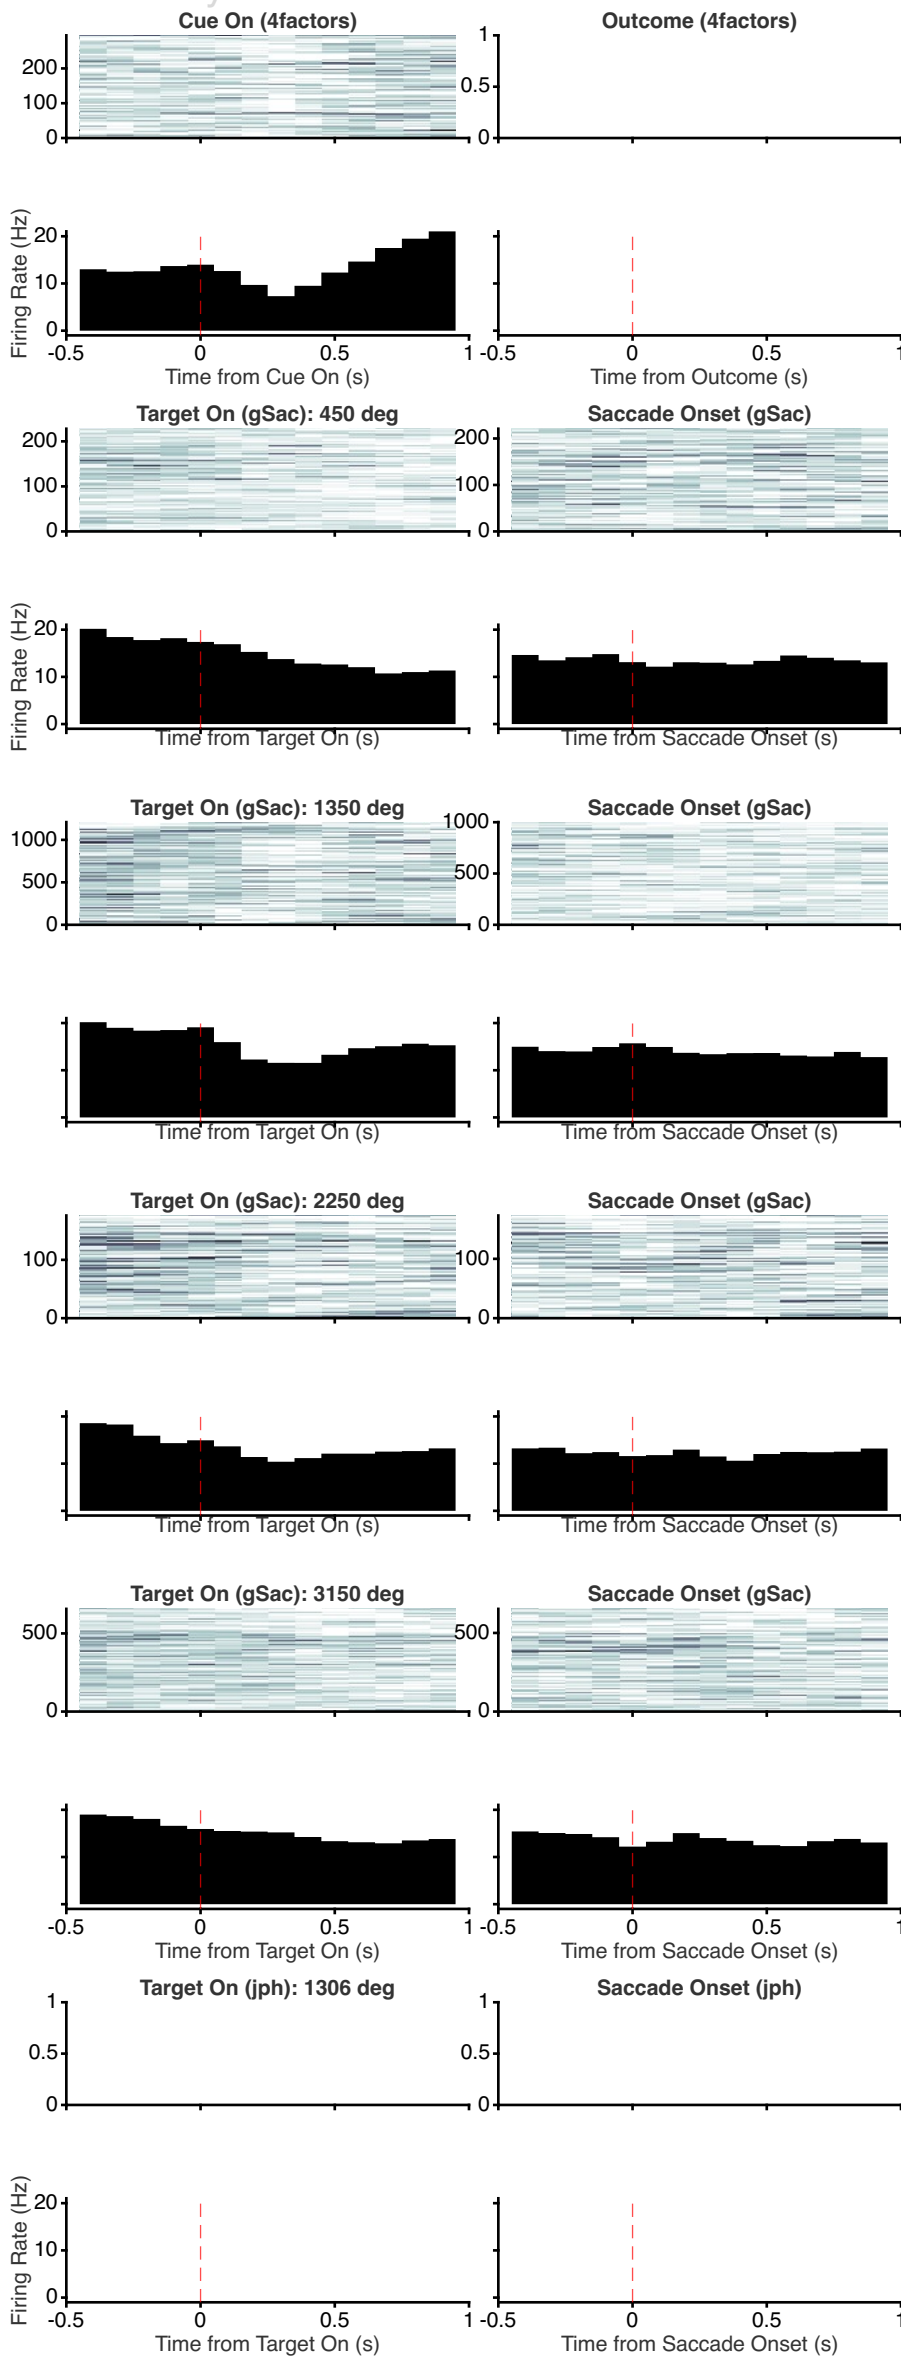 Cue On (4factors)
Outcome (4factors)
200
100
0
1
0.5
0
Firing Rate (Hz)
20
10
0
-0.5 0 0.5 1
Time from Cue On (s)
-0.5 0 0.5 1
Time from Outcome (s)
Target On (gSac): 450 deg
Saccade Onset (gSac)
200
100
0
200
100
0
Firing Rate (Hz)
20
10
0
Time from Target On (s)
Time from Saccade Onset (s)
Target On (gSac): 1350 deg
Saccade Onset (gSac)
1000
500
0
1000
500
0
Time from Target On (s)
Time from Saccade Onset (s)
Target On (gSac): 2250 deg
Saccade Onset (gSac)
100
0
100
0
Time from Target On (s)
Time from Saccade Onset (s)
Target On (gSac): 3150 deg
Saccade Onset (gSac)
500
0
500
0
-0.5 0 0.5 1
Time from Target On (s)
-0.5 0 0.5 1
Time from Saccade Onset (s)
Target On (jph): 1306 deg
Saccade Onset (jph)
1
0.5
0
1
0.5
0
Firing Rate (Hz)
20
10
0
-0.5 0 0.5 1
Time from Target On (s)
-0.5 0 0.5 1
Time from Saccade Onset (s)